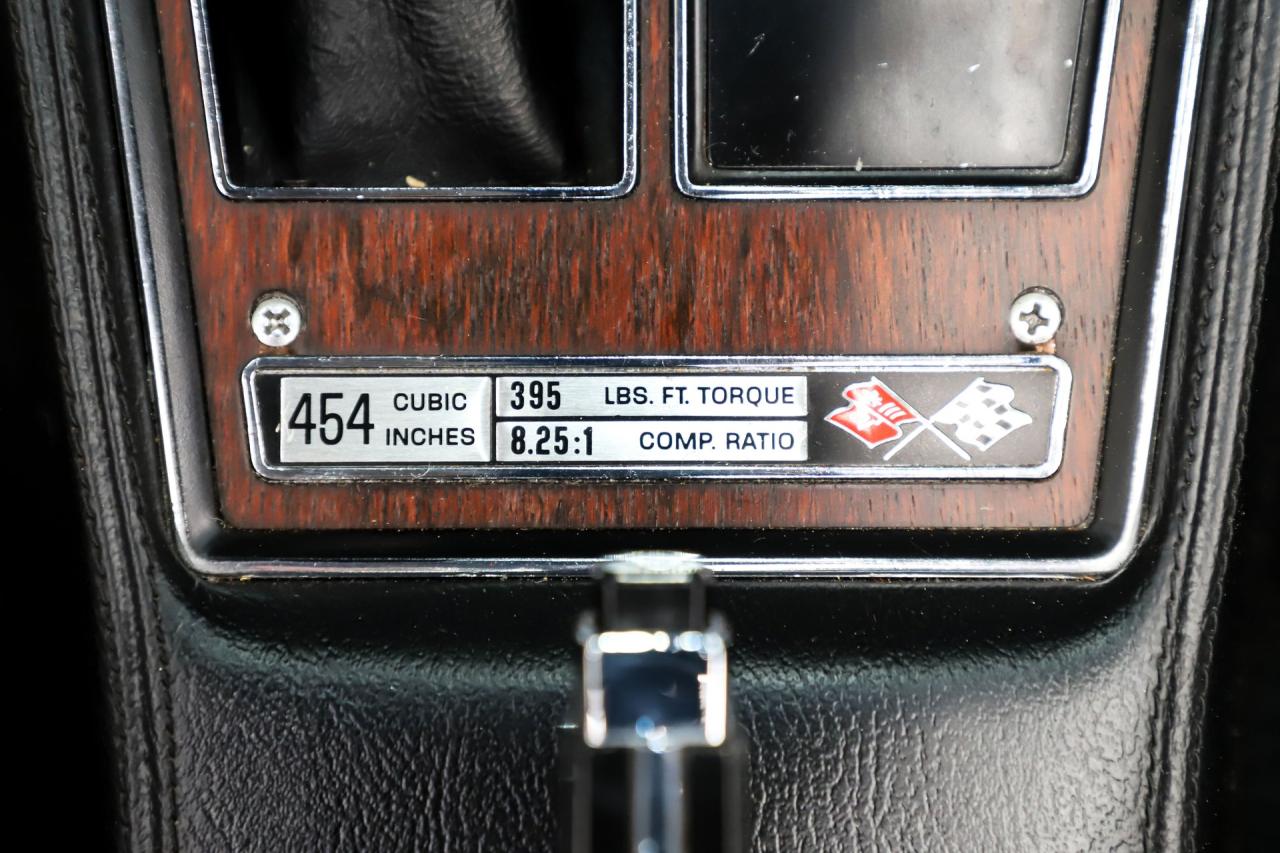 454 CUBIC INCHES
395 LBS. FT. TORQUE
8.25:1 COMP. RATIO